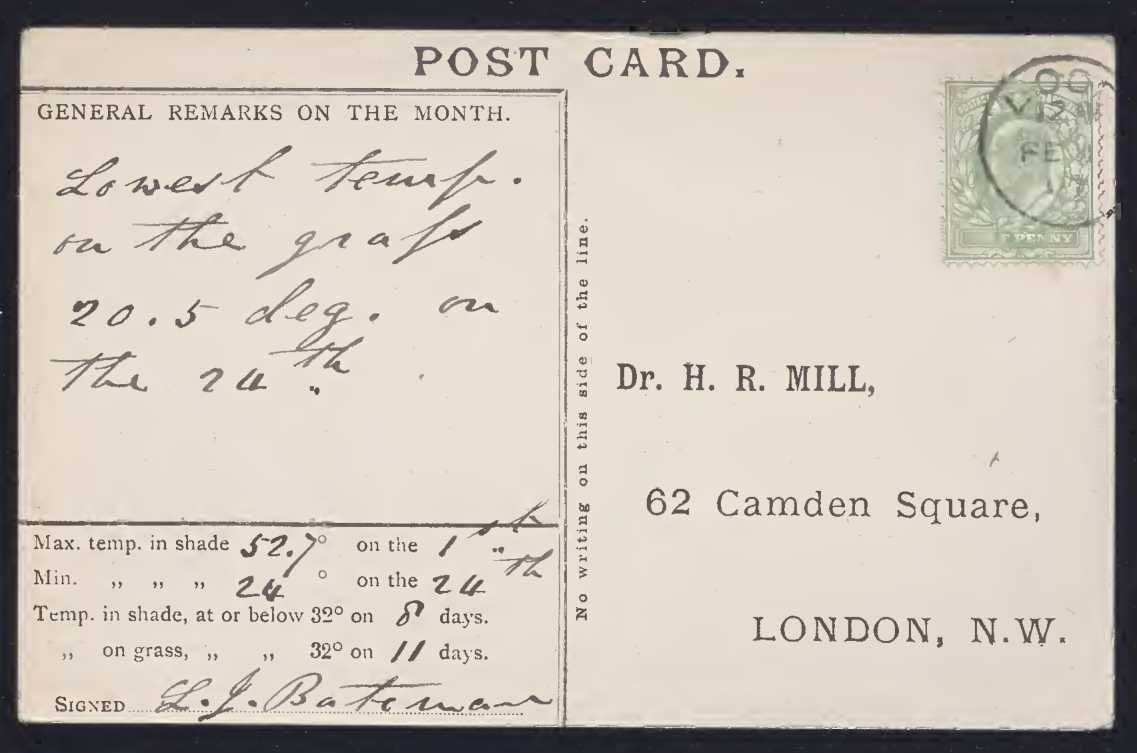 POST CARD.
GENERAL REMARKS ON THE MONTH.
Lowest temp.
on the grass
20.5 deg. on
the 24th
Max. temp. in shade 52.7° on the 1st
Min. „ „ „ 24° on the 24th
Temp. in shade, at or below 32° on 8 days.
„ on grass, „ „ 32° on 11 days.
SIGNED L. J. Bateman
No writing on this side of the line.
PENNY
FE
Dr. H. R. MILL,
62 Camden Square,
LONDON, N.W.